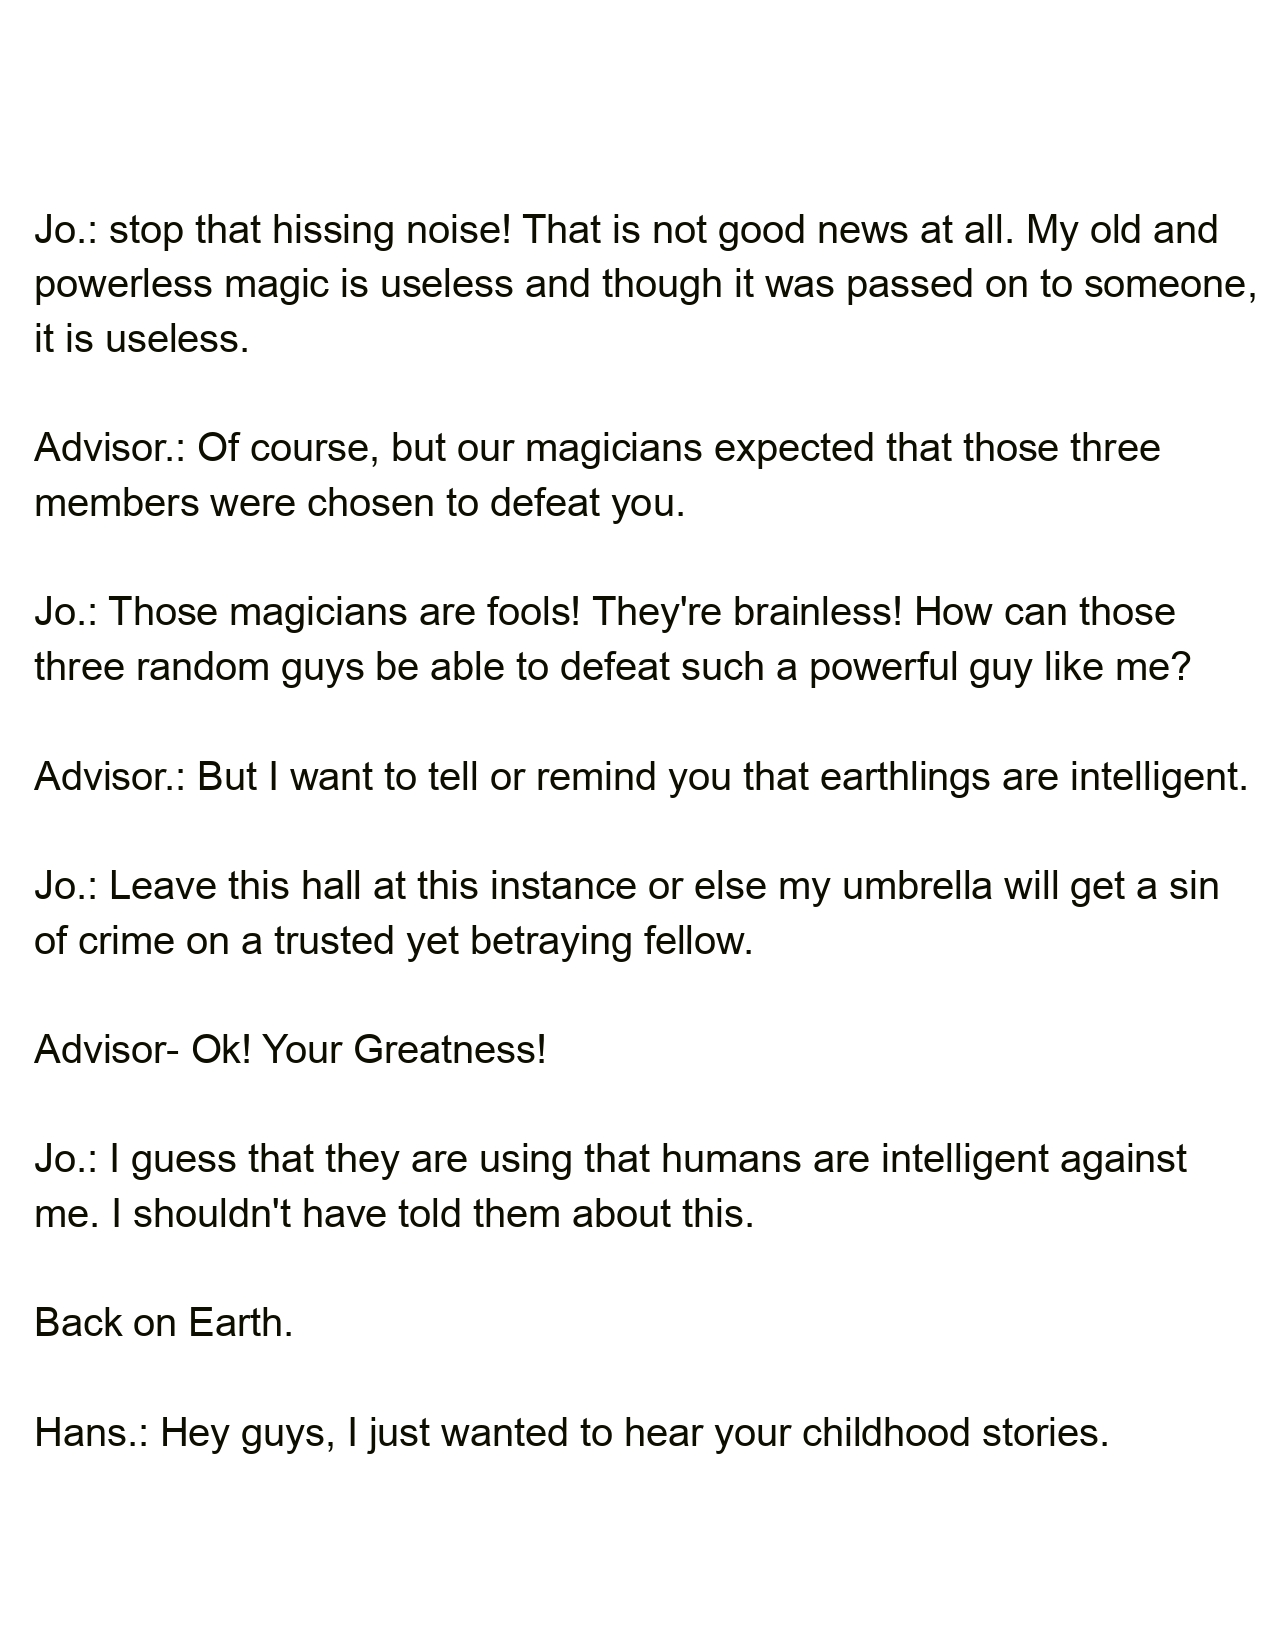 Jo.: stop that hissing noise! That is not good news at all. My old and
powerless magic is useless and though it was passed on to someone,
it is useless.
Advisor.: Of course, but our magicians expected that those three
members were chosen to defeat you.
Jo.: Those magicians are fools! They're brainless! How can those
three random guys be able to defeat such a powerful guy like me?
Advisor.: But I want to tell or remind you that earthlings are intelligent.
Jo.: Leave this hall at this instance or else my umbrella will get a sin
of crime on a trusted yet betraying fellow.
Advisor- Ok! Your Greatness!
Jo.: I guess that they are using that humans are intelligent against
me. I shouldn't have told them about this.
Back on Earth.
Hans.: Hey guys, I just wanted to hear your childhood stories.